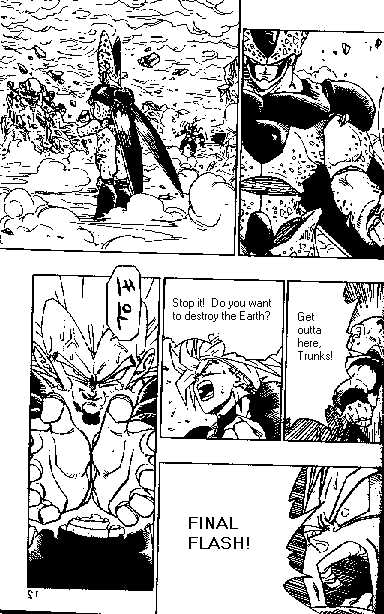 Stop it! Do you want
to destroy the Earth?
Get
outta
here,
Trunks!
FINAL
FLASH!